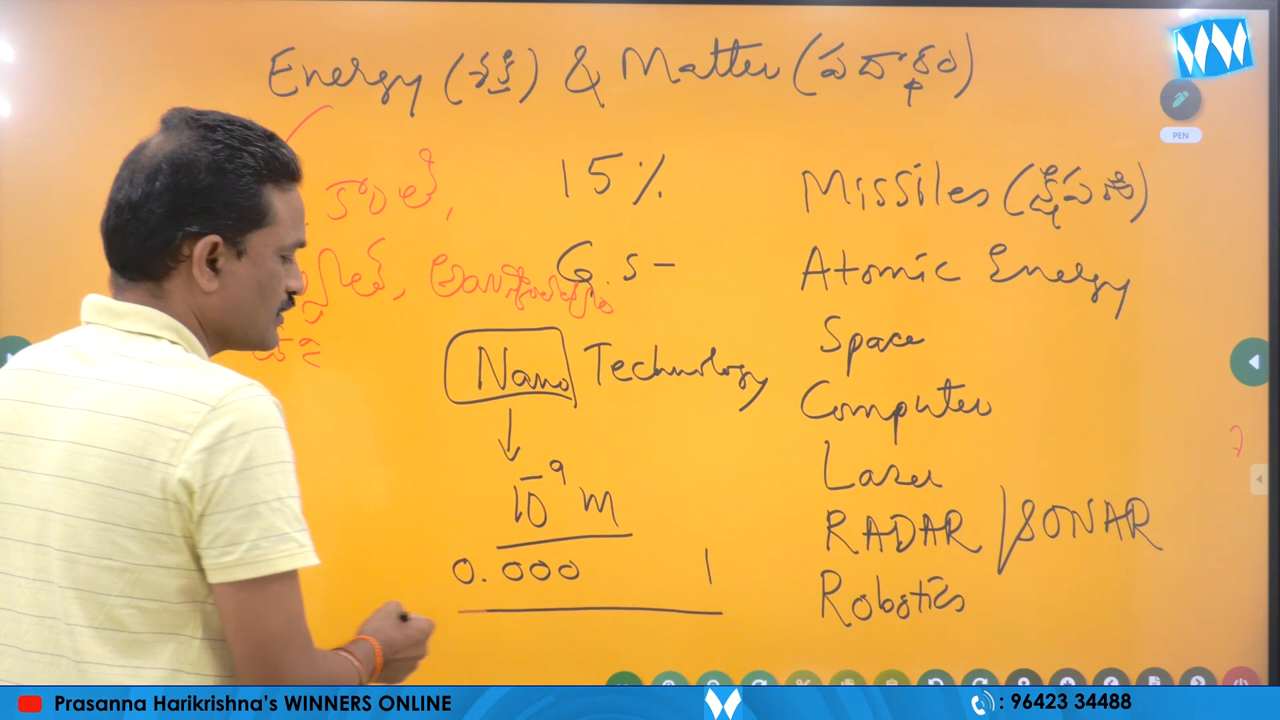 Energy (శక్తి) & Matter (పదార్థం)
W
PEN
15%
Missiles (క్షిపణి)
కాంతి,
G.S-
Atomic Energy
Space
Nano Technology
Computer
10⁻⁹ m
Laser
RADAR / SONAR
0.000 1
Robotics
Prasanna Harikrishna's WINNERS ONLINE
: 96423 34488